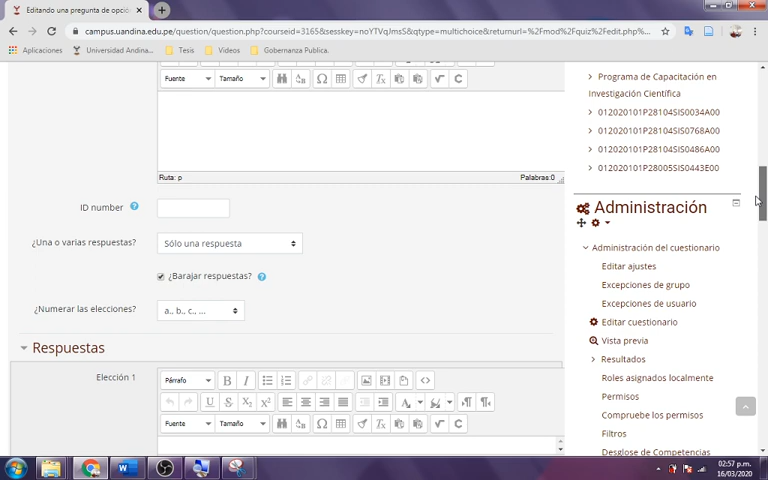 Editando una pregunta de opció
campus.uandina.edu.pe/question/question.php?courseid=3165&sesskey=noYTVqJmsS&qtype=multichoice&returnurl=%2Fmod%2Fquiz%2Fedit.php%...
Aplicaciones
Universidad Andina...
Tesis
Videos
Gobernanza Publica.
Fuente
Tamaño
Ruta: p
Palabras:0
ID number
¿Una o varias respuestas?
Sólo una respuesta
¿Barajar respuestas?
¿Numerar las elecciones?
a., b., c., ...
Respuestas
Elección 1
Párrafo
Fuente
Tamaño
Programa de Capacitación en
Investigación Científica
012020101P28104SIS0034A00
012020101P28104SIS0768A00
012020101P28104SIS0486A00
012020101P28005SIS0443E00
Administración
Administración del cuestionario
Editar ajustes
Excepciones de grupo
Excepciones de usuario
Editar cuestionario
Vista previa
Resultados
Roles asignados localmente
Permisos
Compruebe los permisos
Filtros
Desglose de Competencias
02:57 p.m.
16/03/2020